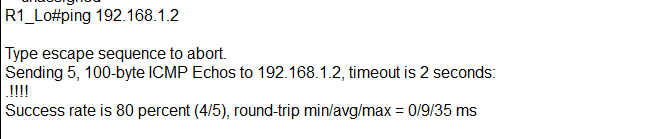 R1_Lo#ping 192.168.1.2
Type escape sequence to abort.
Sending 5, 100-byte ICMP Echos to 192.168.1.2, timeout is 2 seconds:
.!!!!
Success rate is 80 percent (4/5), round-trip min/avg/max = 0/9/35 ms